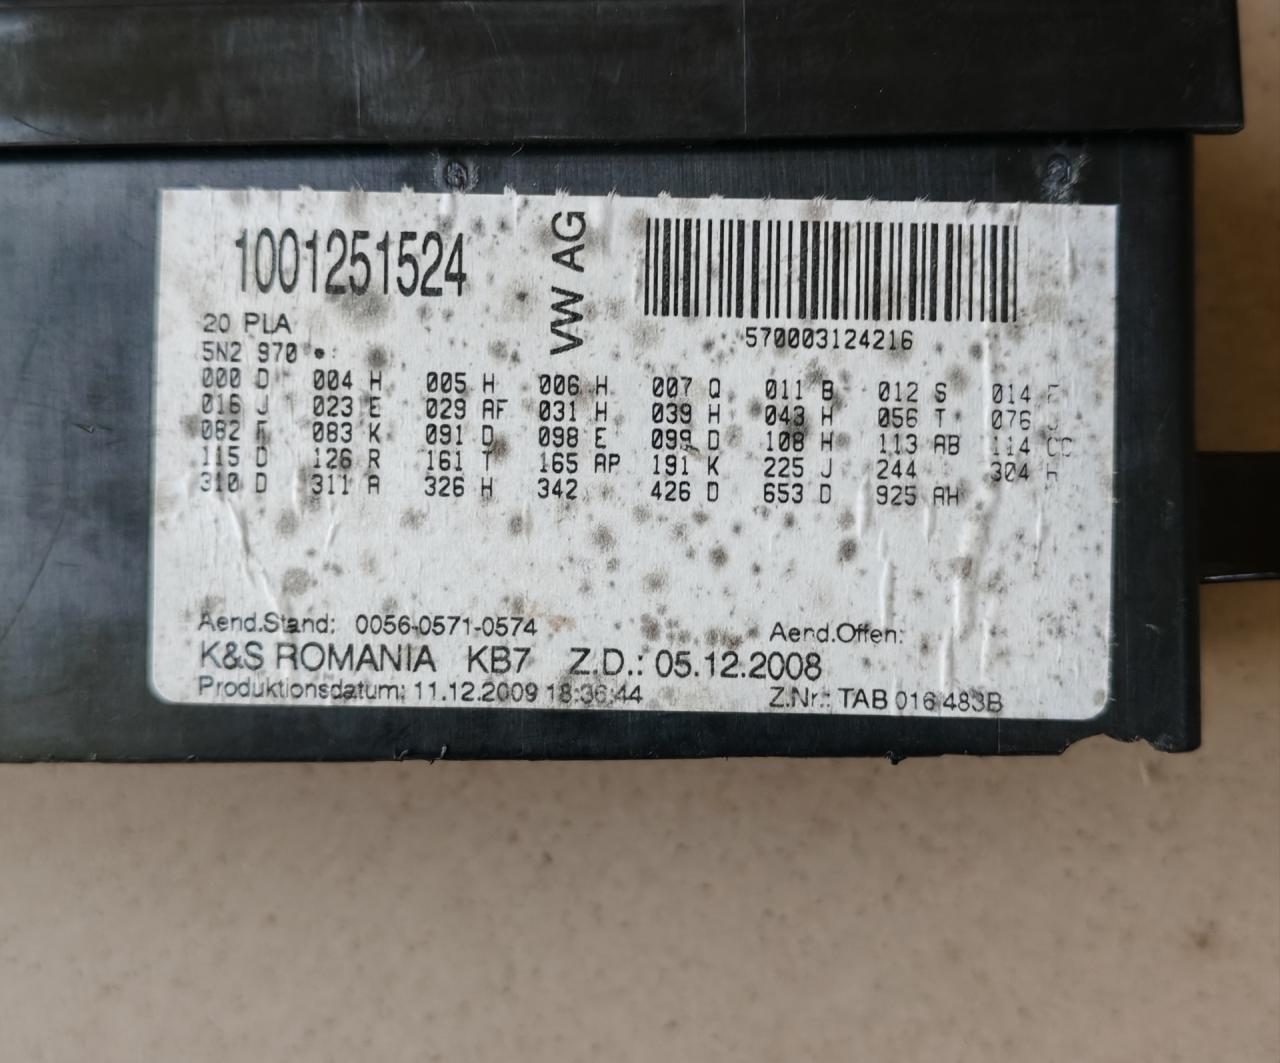 1001251524
VW AG
570003124216
20 PLA
5N2 970
000 D 004 H 005 H 006 H 007 Q 011 B 012 S 014
016 J 023 E 029 AF 031 H 039 H 043 H 056 T 076
082 F 083 K 091 D 098 E 099 D 108 H 113 AB 114
115 D 126 R 161 T 165 AP 191 K 225 J 244 304 H
310 D 311 A 326 H 342 426 D 653 D 925 AH
Aend.Stand: 0056-0571-0574 Aend.Offen:
K&S ROMANIA KB7 Z.D.: 05.12.2008
Produktionsdatum: 11.12.2009 18:36:44 Z.Nr.: TAB 016 483B